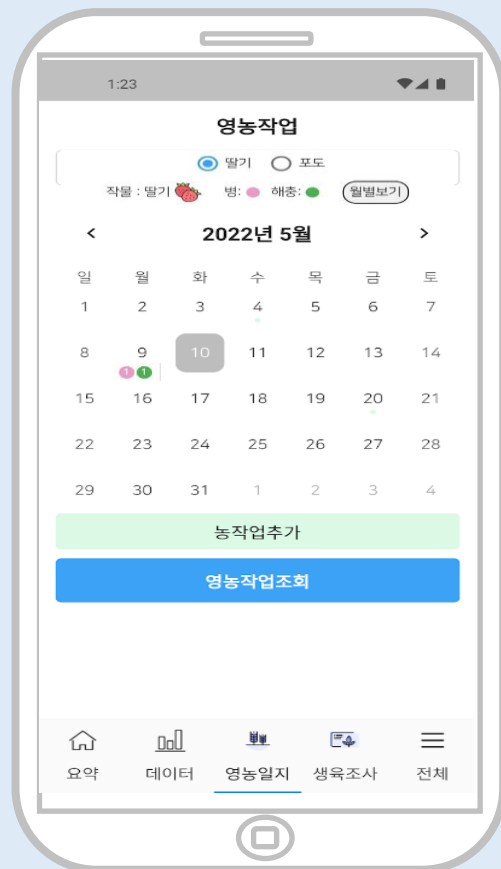 1:23
영농작업
딸기 포도
작물 : 딸기 병: 해충: 월별보기
< 2022년 5월 >
일 월 화 수 목 금 토
1 2 3 4 5 6 7
8 9 10 11 12 13 14
1 1
15 16 17 18 19 20 21
22 23 24 25 26 27 28
29 30 31 1 2 3 4
농작업추가
영농작업조회
요약 데이터 영농일지 생육조사 전체